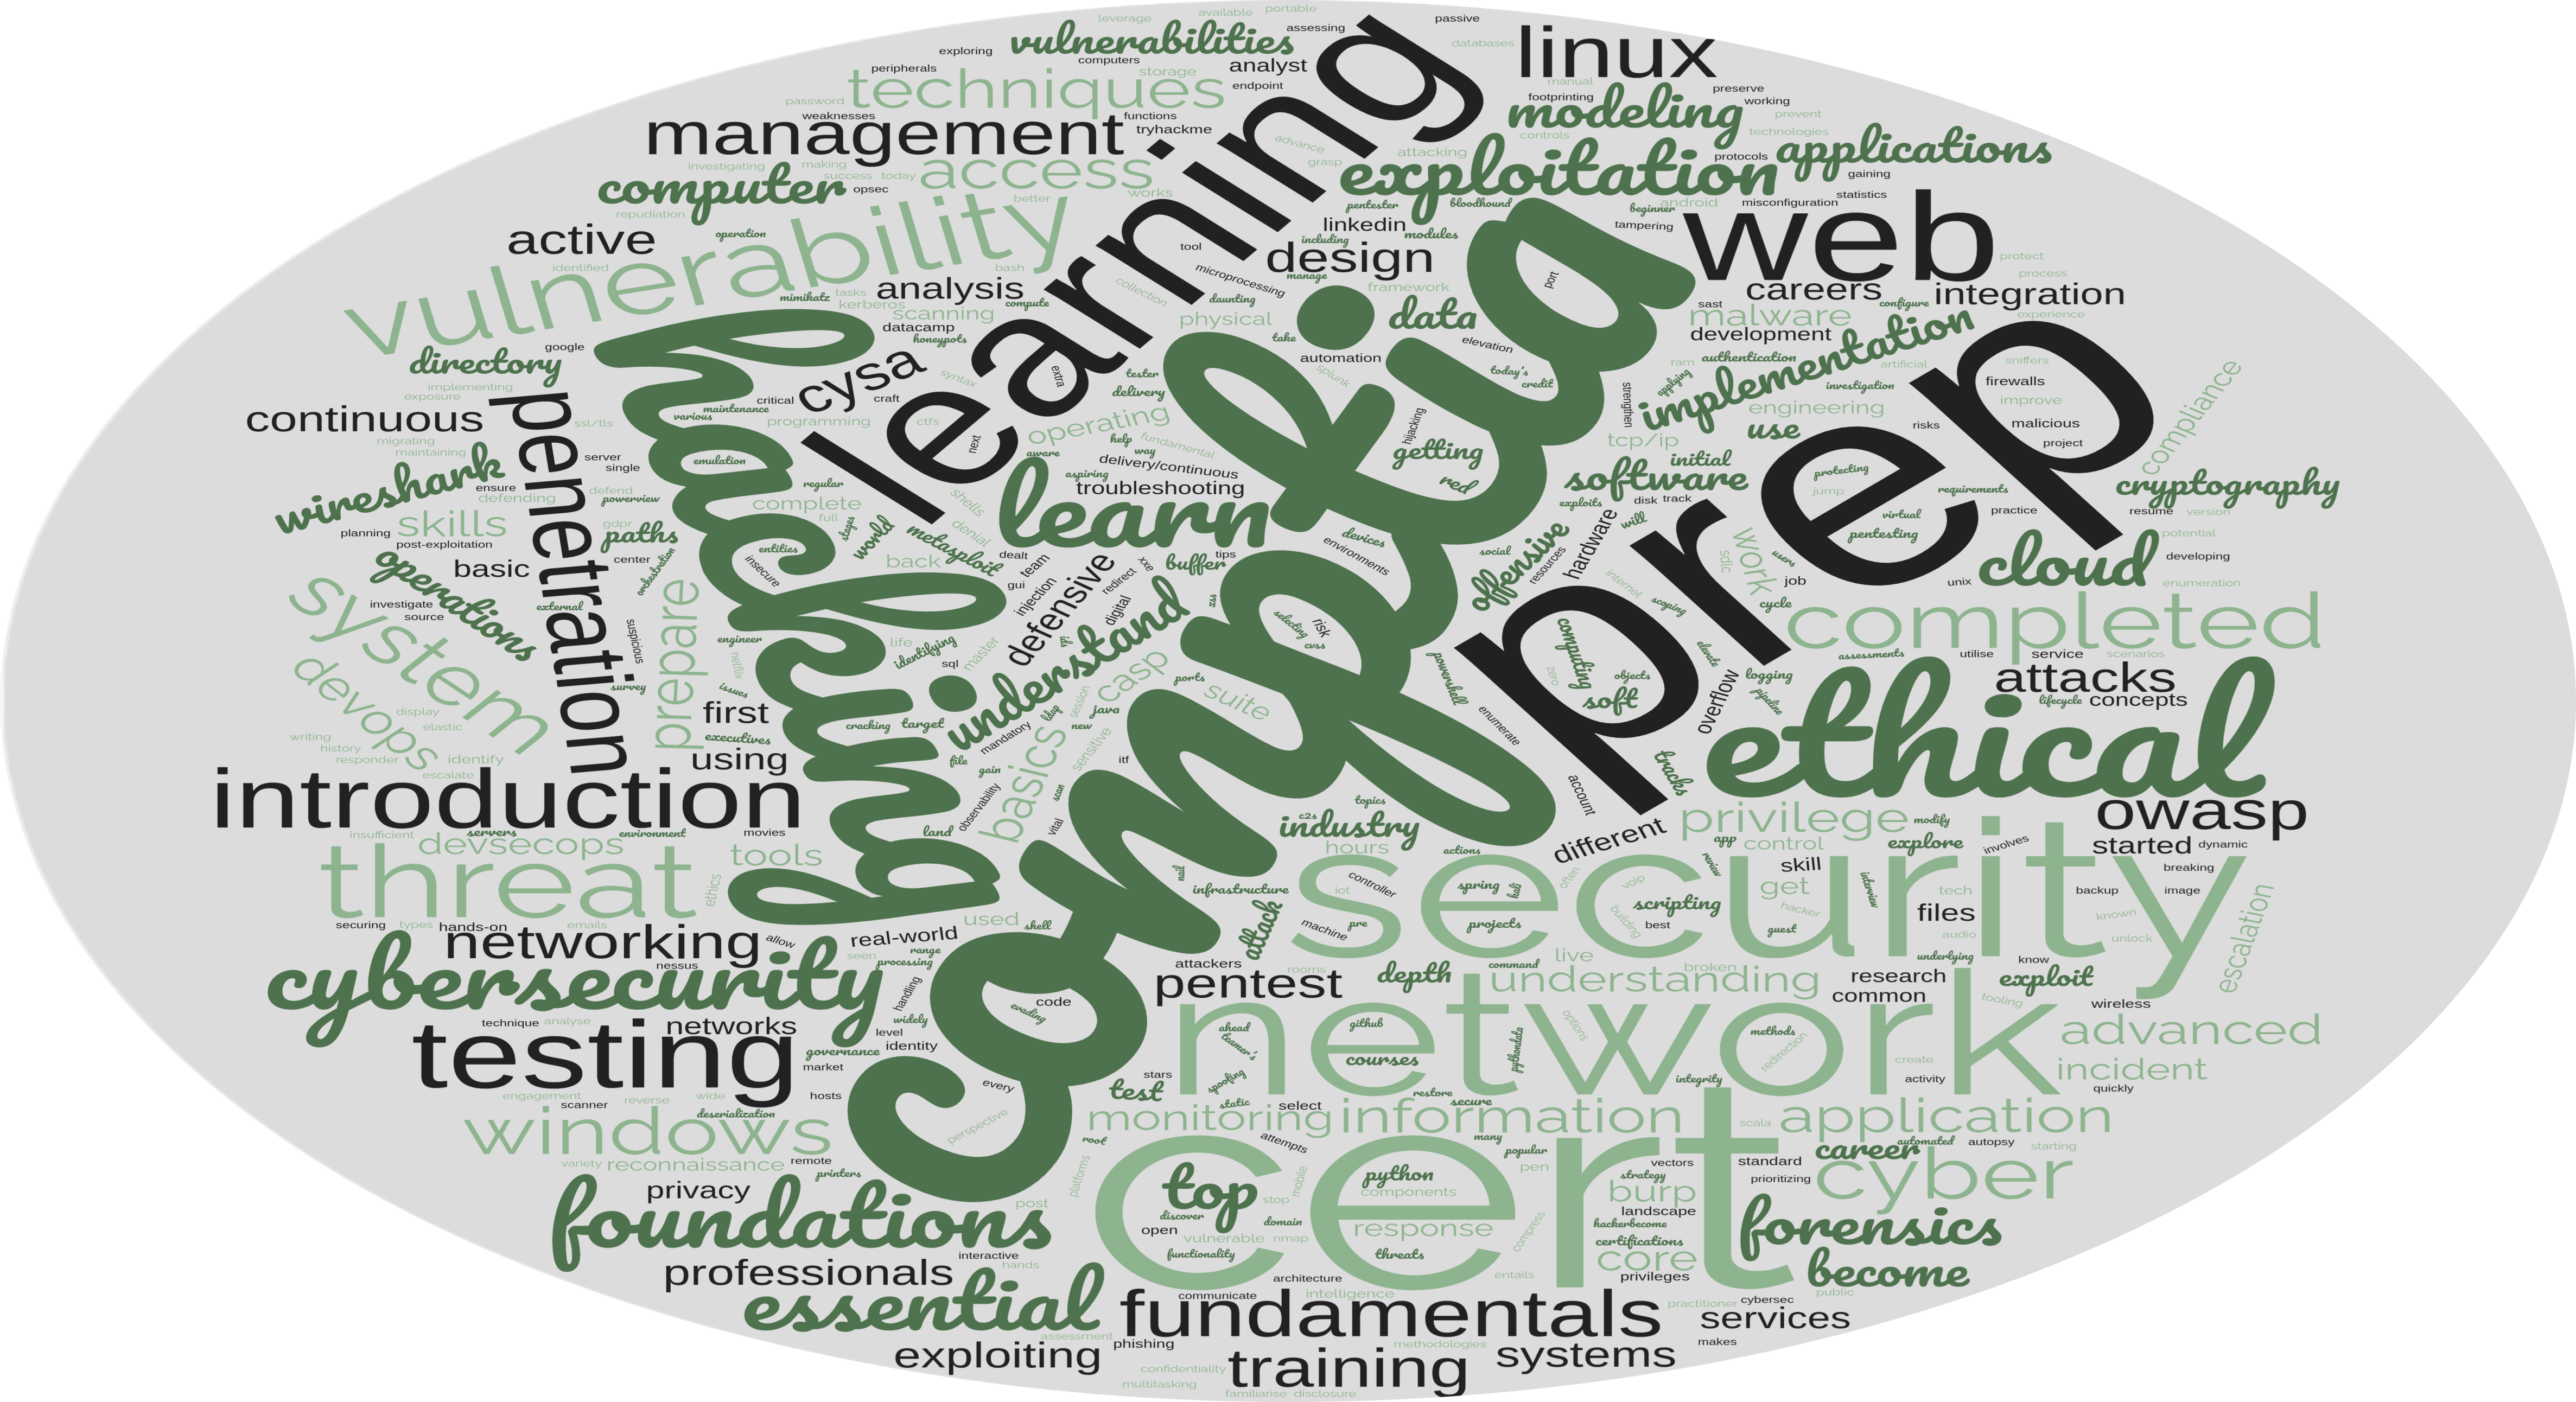 leverage
available
portable
passive
vulnerabilities
assessing
exploring
computers
databases
linux
peripherals
techniques
storage
analyst
endpoint
learning
manual
footprinting
preserve
working
modeling
prevent
password
weaknesses
functions
tryhackme
management
advance
grasp
attacking
controls
technologies
protocols
applications
gaining
investigating
making
success
today
access
works
computer
opsec
better
exploitation
statistics
repudiation
vulnerability
pentester
bloodhound
beginner
android
misconfiguration
tampering
linkedin
modules
including
web
active
operation
tool
design
manage
port
protect
process
identified
bash
microprocessing
framework
careers
integration
configure
analysis
compute
collection
daunting
data
sast
malware
experience
mimikatz
tasks
kerberos
scanning
physical
take
development
implementation
datacamp
honeypots
automation
elevation
authentication
artificial
sniffers
google
directory
cysa
syntax
extra
tester
splunk
today's
credit
ram
applying
investigation
firewalls
improve
compliance
implementing
exposure
critical
craft
delivery
strengthen
engineering
malicious
project
continuous
penetration
ssl/tls
various
maintenance
programming
ctfs
next
operating
help
fundamental
way
hijacking
getting
tcp/ip
use
risks
prep
migrating
maintaining
server
single
emulation
aware
delivery/continuous
red
initial
software
protecting
jump
requirements
cryptography
wireshark
ensure
defending
defend
powerview
regular
aspiring
troubleshooting
exploits
disk
track
virtual
practice
resume
version
planning
skills
post-exploitation
gdpr
paths
complete
full
stages
world
shells
denial
learn
comptia
environments
devices
offensive
hardware
will
work
pentesting
potential
operations
basic
center
orchestration
entities
insecure
metasploit
back
dealt
team
gui
injection
defensive
xxe
redirect
buffer
tips
social
resources
internet
scoping
sdlc
users
job
cycle
unix
cloud
developing
enumeration
system
investigate
source
external
suspicious
prepare
engineer
netflix
life
identifying
sql
master
ids
digital
xss
understand
selecting
risk
cvss
computing
zero
objects
soft
elevate
logging
pipeline
completed
assessments
utilise
service
scenarios
devops
survey
issues
first
executives
using
cracking
target
mandatory
file
gain
basics
ldap
session
java
new
sensitive
casp
ports
suite
powershell
enumerate
overflow
attacks
lifecycle
concepts
display
elastic
writing
history
responder
identify
escalate
itf
account
tracks
ethical
introduction
insufficient
devsecops
servers
environment
movies
tools
land
observability
scan
vital
topics
c2s
industry
hours
actions
different
privilege
modify
app
control
explore
involves
owasp
started
dynamic
threat
ethics
path
nail
infrastructure
security
iot
controller
spring
kali
often
voip
review
skill
get
interview
tech
backup
breaking
image
securing
types
hands-on
emails
networking
allow
real-world
used
shell
attack
machine
pre
projects
building
scripting
best
hacker
guest
files
audio
known
unlock
escalation
cybersecurity
nessus
seen
range
processing
attackers
rooms
pentest
depth
command
live
understanding
broken
underlying
research
common
know
exploit
tooling
wireless
technique
analyse
networks
testing
handling
widely
level
identity
governance
market
evading
code
ahead
teamer's
github
courses
network
pythondata
options
methods
redirection
create
advanced
incident
engagement
scanner
reverse
wide
deserialization
hosts
every
perspective
stars
test
spoofing
static
select
restore
secure
integrity
activity
quickly
windows
variety
reconnaissance
remote
printers
root
monitoring
attempts
information
many
popular
scala
application
automated
autopsy
starting
career
privacy
foundations
post
platforms
cert
top
discover
stop
mobile
open
vulnerable
domain
nmap
functionality
python
components
response
threats
pen
compress
entails
vectors
strategy
burp
landscape
hackerbecome
certifications
core
privileges
standard
prioritizing
cyber
forensics
become
public
interactive
hands
professionals
essential
assessment
architecture
communicate
intelligence
fundamentals
practitioner
cybersec
services
makes
exploiting
phishing
methodologies
systems
confidentiality
training
multitasking
familiarise
disclosure